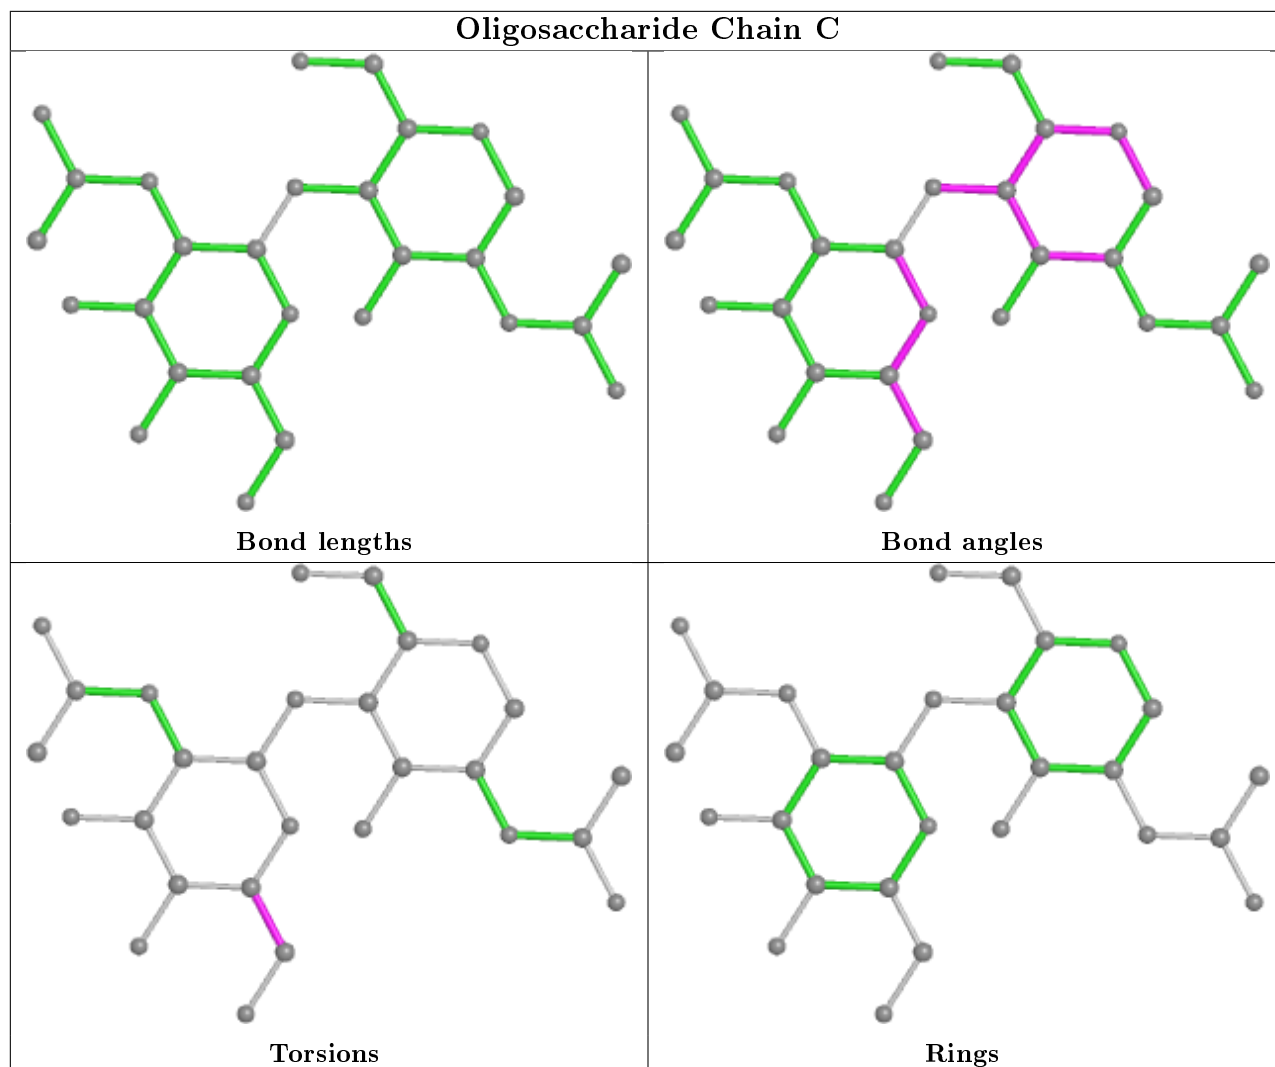 Oligosaccharide Chain C
Bond lengths
Bond angles
Torsions
Rings